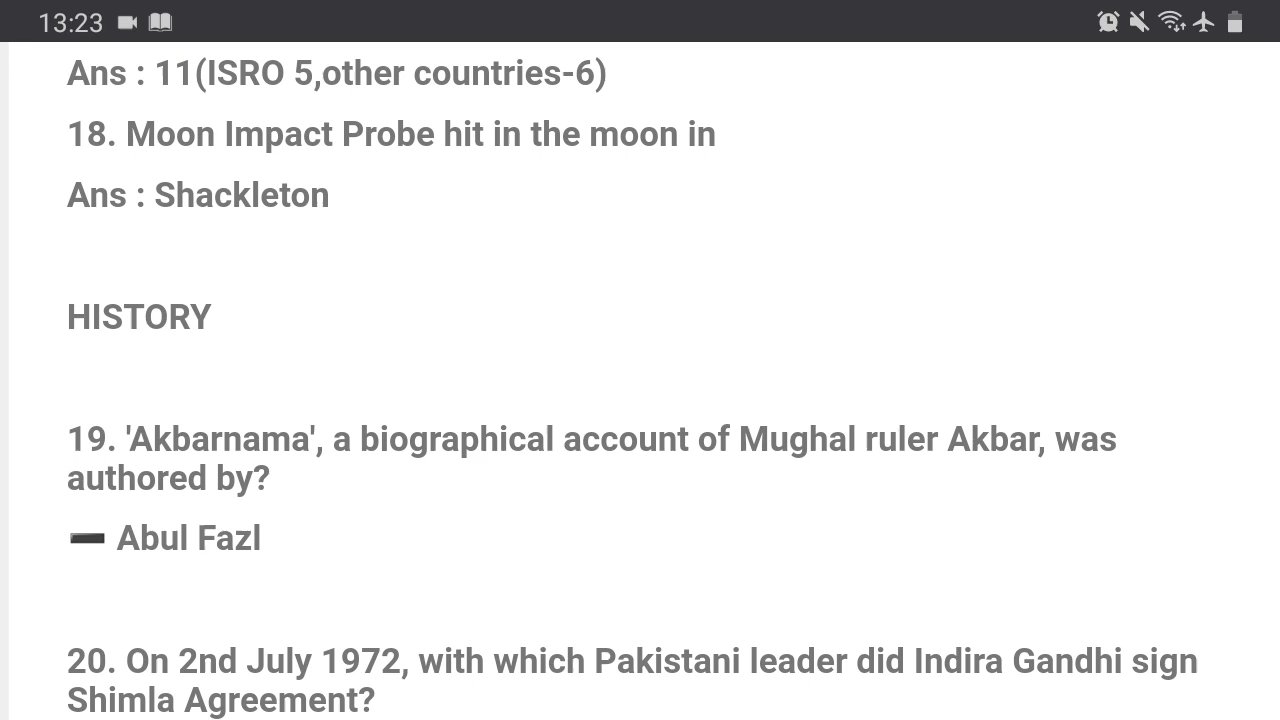 13:23
Ans : 11(ISRO 5,other countries-6)
18. Moon Impact Probe hit in the moon in
Ans : Shackleton
HISTORY
19. 'Akbarnama', a biographical account of Mughal ruler Akbar, was
authored by?
➖ Abul Fazl
20. On 2nd July 1972, with which Pakistani leader did Indira Gandhi sign
Shimla Agreement?